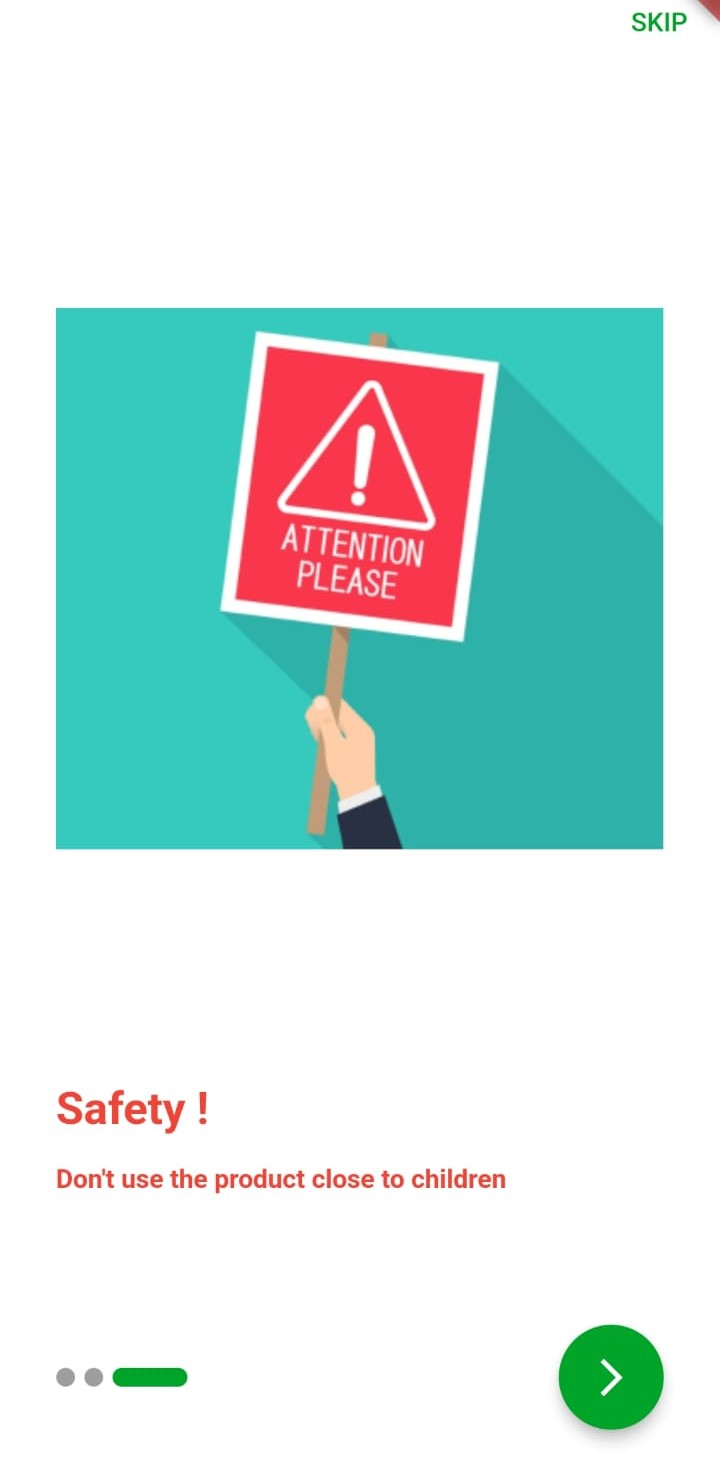 SKIP
ATTENTION
PLEASE
Safety !
Don't use the product close to children